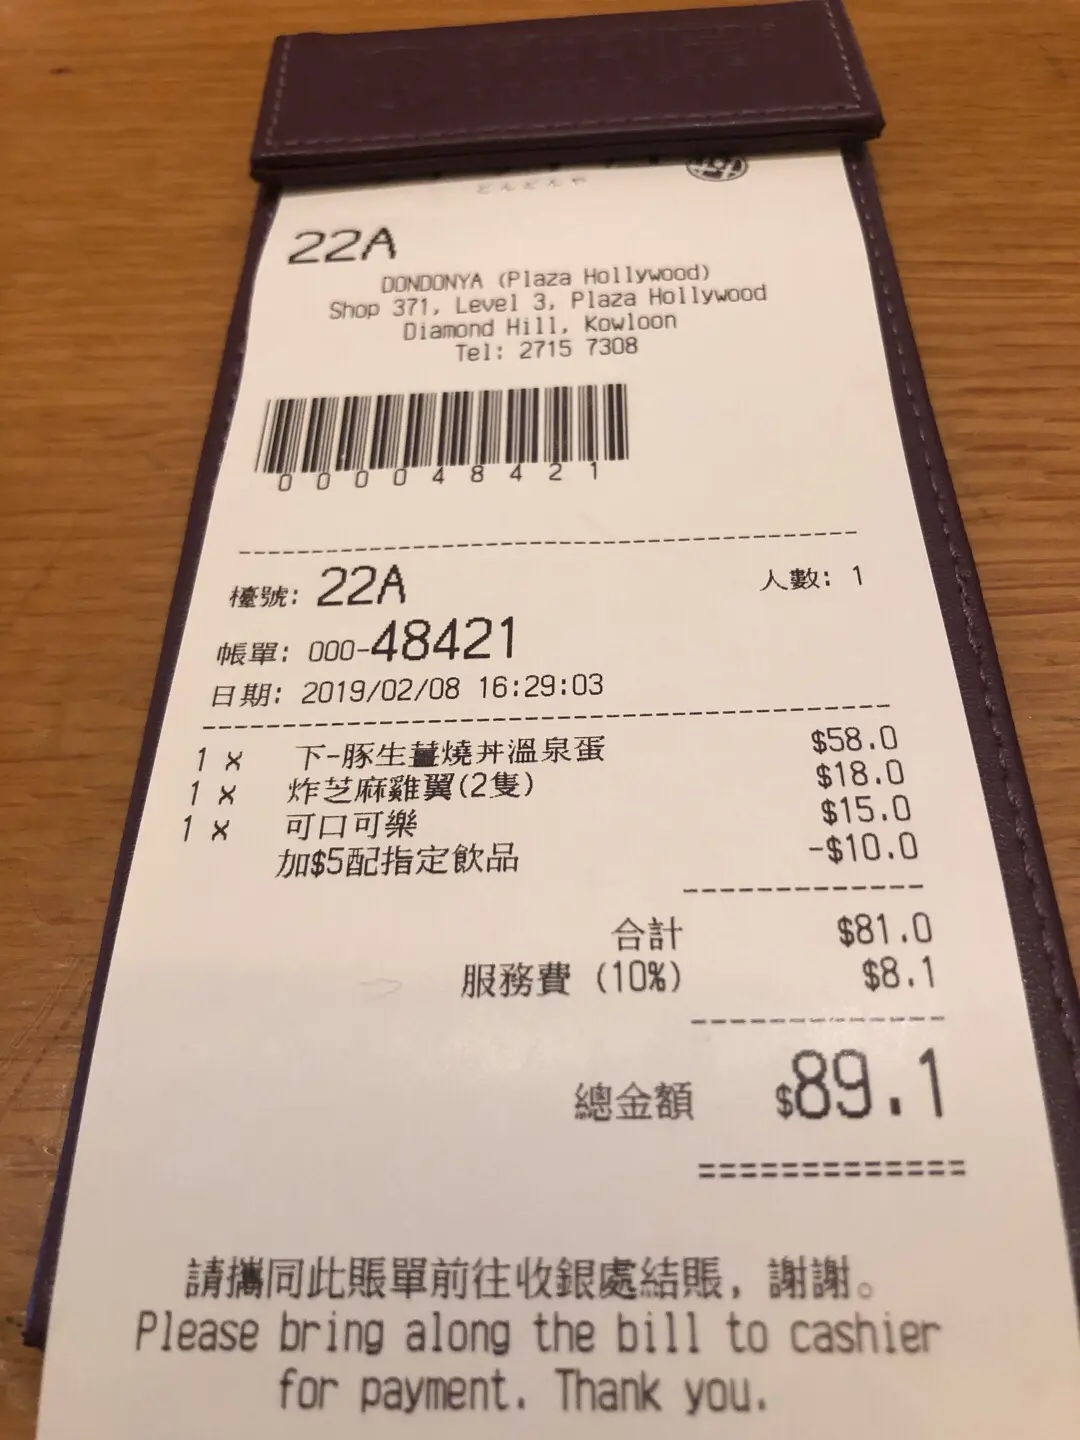 どんどんや
22A
DONDONYA (Plaza Hollywood)
Shop 371, Level 3, Plaza Hollywood
Diamond Hill, Kowloon
Tel: 2715 7308
000048421
檯號: 22A 人數: 1
帳單: 000-48421
日期: 2019/02/08 16:29:03
1 x 下-豚生薑燒丼溫泉蛋 $58.0
1 x 炸芝麻雞翼(2隻) $18.0
1 x 可口可樂 $15.0
加$5配指定飲品 -$10.0
合計 $81.0
服務費 (10%) $8.1
總金額 $89.1
請攜同此賬單前往收銀處結賬，謝謝。
Please bring along the bill to cashier
for payment. Thank you.